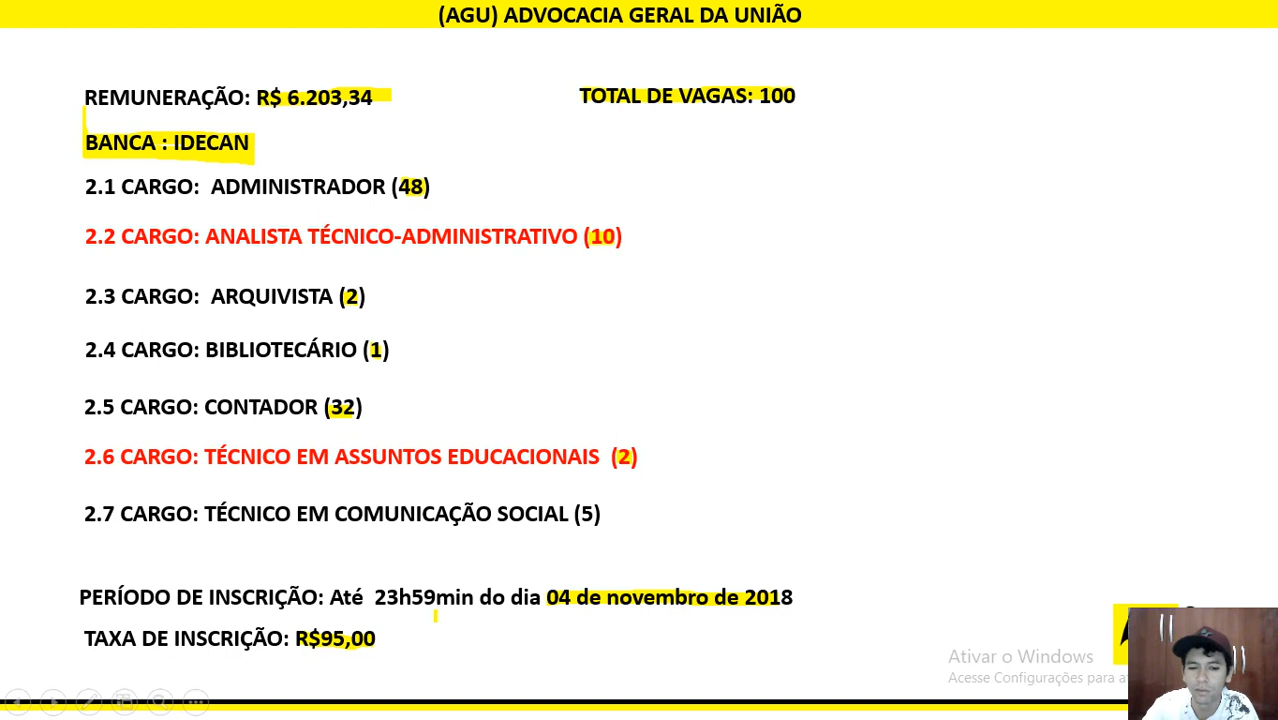 (AGU) ADVOCACIA GERAL DA UNIÃO
REMUNERAÇÃO: R$ 6.203,34
TOTAL DE VAGAS: 100
BANCA : IDECAN
2.1 CARGO: ADMINISTRADOR (48)
2.2 CARGO: ANALISTA TÉCNICO-ADMINISTRATIVO (10)
2.3 CARGO: ARQUIVISTA (2)
2.4 CARGO: BIBLIOTECÁRIO (1)
2.5 CARGO: CONTADOR (32)
2.6 CARGO: TÉCNICO EM ASSUNTOS EDUCACIONAIS (2)
2.7 CARGO: TÉCNICO EM COMUNICAÇÃO SOCIAL (5)
PERÍODO DE INSCRIÇÃO: Até 23h59min do dia 04 de novembro de 2018
TAXA DE INSCRIÇÃO: R$95,00
Ativar o Windows
Acesse Configurações para